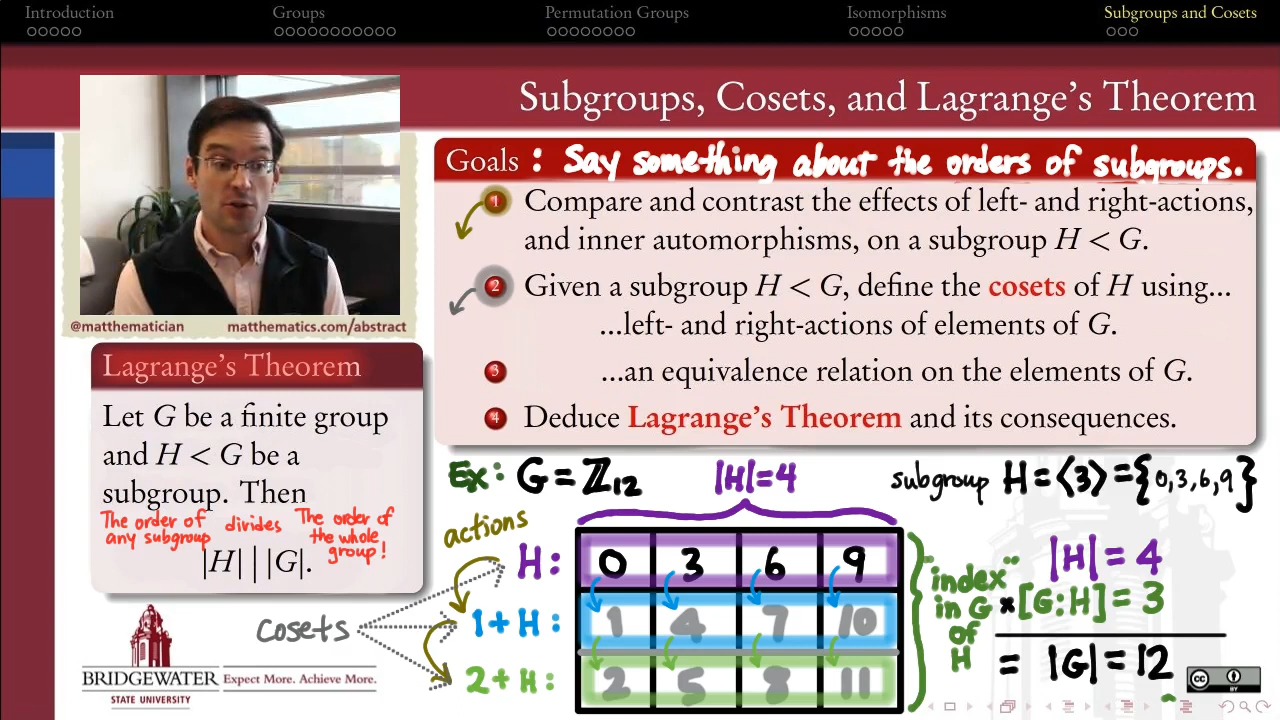 Introduction Groups Permutation Groups Isomorphisms Subgroups and Cosets
Subgroups, Cosets, and Lagrange's Theorem
@matthematician matthematics.com/abstract
Goals : Say something about the orders of subgroups.
1 Compare and contrast the effects of left- and right-actions,
and inner automorphisms, on a subgroup H < G.
2 Given a subgroup H < G, define the cosets of H using...
...left- and right-actions of elements of G.
3 ...an equivalence relation on the elements of G.
4 Deduce Lagrange's Theorem and its consequences.
Lagrange's Theorem
Let G be a finite group
and H < G be a
subgroup. Then
The order of any subgroup divides The order of the whole group!
|H| | |G|.
Ex: G = ℤ12 |H|=4 subgroup H = ⟨3⟩ = {0,3,6,9}
actions
cosets
H: 0 3 6 9
1+H: 1 4 7 10
2+H: 2 5 8 11
"index"
in G
of
H
|H| = 4
×[G:H] = 3
= |G| = 12
BRIDGEWATER
STATE UNIVERSITY
Expect More. Achieve More.
CC BY